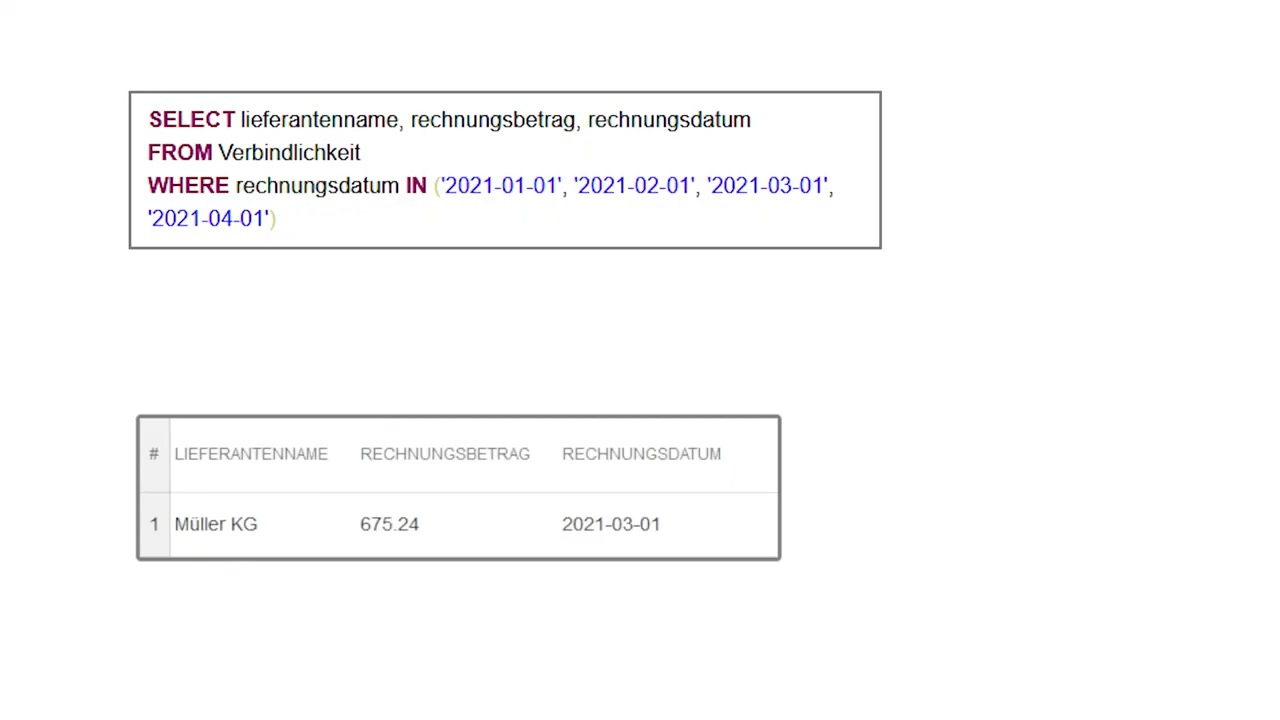 SELECT lieferantenname, rechnungsbetrag, rechnungsdatum
FROM Verbindlichkeit
WHERE rechnungsdatum IN ('2021-01-01', '2021-02-01', '2021-03-01',
'2021-04-01')
# LIEFERANTENNAME RECHNUNGSBETRAG RECHNUNGSDATUM
1 Müller KG 675.24 2021-03-01